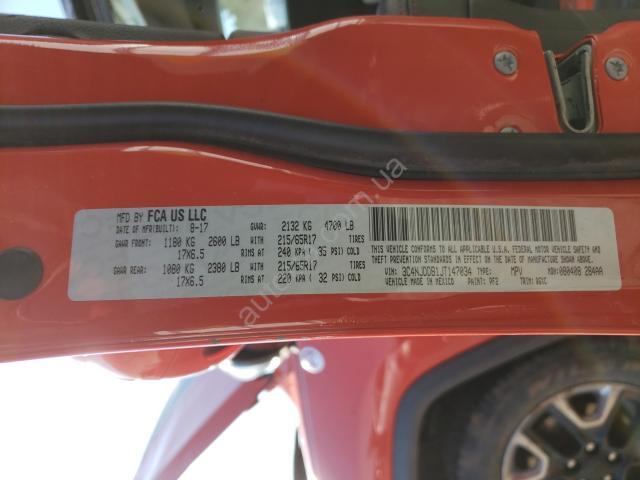 MFD BY FCA US LLC
DATE OF MFR(BUILT): 8-17 GVWR: 2132 KG 4700 LB
GAWR FRONT: 1180 KG 2600 LB WITH 215/65R17 TIRES
17X6.5 RIMS AT 240 KPA ( 35 PSI) COLD
GAWR REAR: 1080 KG 2380 LB WITH 215/65R17 TIRES
17X6.5 RIMS AT 220 KPA ( 32 PSI) COLD
THIS VEHICLE CONFORMS TO ALL APPLICABLE U.S.A. FEDERAL MOTOR VEHICLE SAFETY AND
THEFT PREVENTION STANDARDS IN EFFECT ON THE DATE OF MANUFACTURE SHOWN ABOVE.
VIN: 3C4NJDDB1JT147034 TYPE: MPV MDH: 080408 284AA
VEHICLE MADE IN MEXICO PAINT: PF2 TRIM: